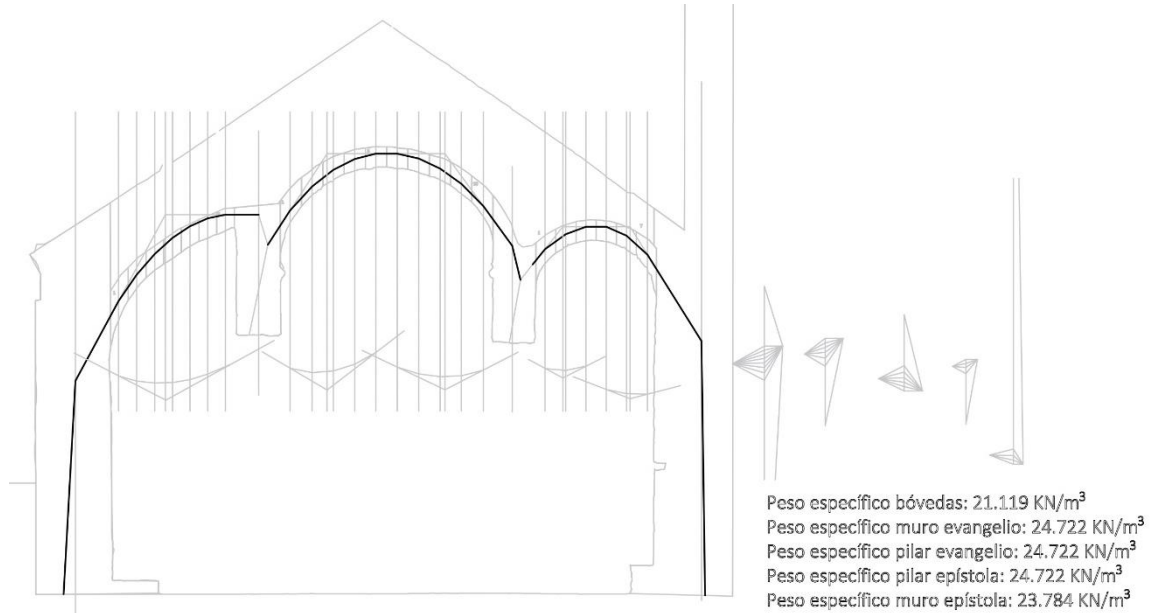 Peso específico bóvedas: 21.119 KN/m³
Peso específico muro evangelio: 24.722 KN/m³
Peso específico pilar evangelio: 24.722 KN/m³
Peso específico pilar epístola: 24.722 KN/m³
Peso específico muro epístola: 23.784 KN/m³